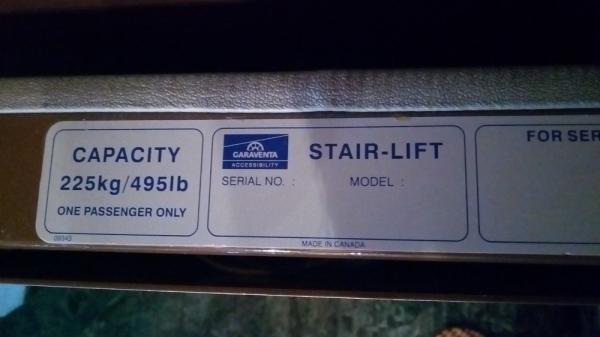 CAPACITY
225kg/495lb
ONE PASSENGER ONLY
GARAVENTA
ACCESSIBILITY
STAIR-LIFT
SERIAL NO. :
MODEL :
FOR SER
MADE IN CANADA